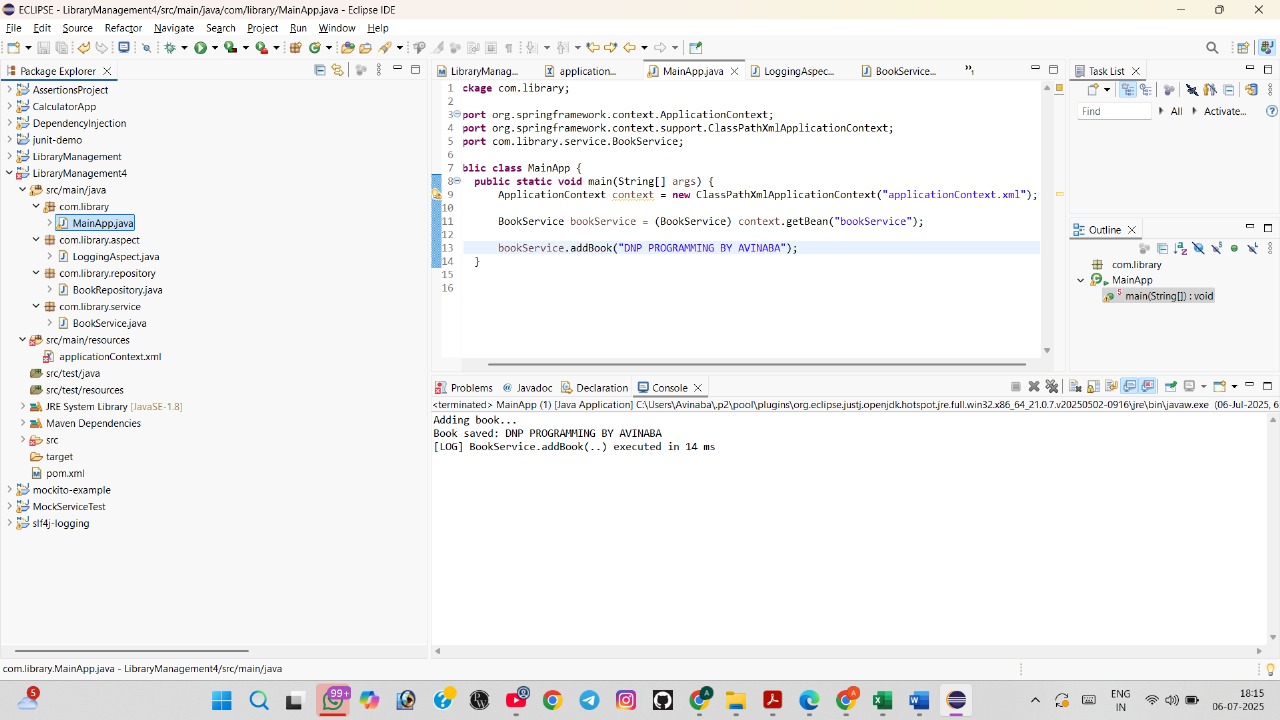 ECLIPSE - LibraryManagement4/src/main/java/com/library/MainApp.java - Eclipse IDE
File Edit Source Refactor Navigate Search Project Run Window Help
Package Explorer
AssertionsProject
CalculatorApp
DependencyInjection
junit-demo
LibraryManagement
LibraryManagement4
src/main/java
com.library
MainApp.java
com.library.aspect
LoggingAspect.java
com.library.repository
BookRepository.java
com.library.service
BookService.java
src/main/resources
applicationContext.xml
src/test/java
src/test/resources
JRE System Library [JavaSE-1.8]
Maven Dependencies
src
target
pom.xml
mockito-example
MockServiceTest
slf4j-logging
LibraryManag... application... MainApp.java LoggingAspec... BookService... »1
1 ckage com.library;
2
3 port org.springframework.context.ApplicationContext;
4 port org.springframework.context.support.ClassPathXmlApplicationContext;
5 port com.library.service.BookService;
6
7 blic class MainApp {
8 public static void main(String[] args) {
9 ApplicationContext context = new ClassPathXmlApplicationContext("applicationContext.xml");
10
11 BookService bookService = (BookService) context.getBean("bookService");
12
13 bookService.addBook("DNP PROGRAMMING BY AVINABA");
14 }
15
16
Task List
Find All Activate...
Outline
com.library
MainApp
main(String[]) : void
Problems Javadoc Declaration Console
<terminated> MainApp (1) [Java Application] C:\Users\Avinaba\.p2\pool\plugins\org.eclipse.justj.openjdk.hotspot.jre.full.win32.x86_64_21.0.7.v20250502-0916\jre\bin\javaw.exe (06-Jul-2025, 6
Adding book...
Book saved: DNP PROGRAMMING BY AVINABA
[LOG] BookService.addBook(..) executed in 14 ms
com.library.MainApp.java - LibraryManagement4/src/main/java
5
99+
ENG
IN
18:15
06-07-2025